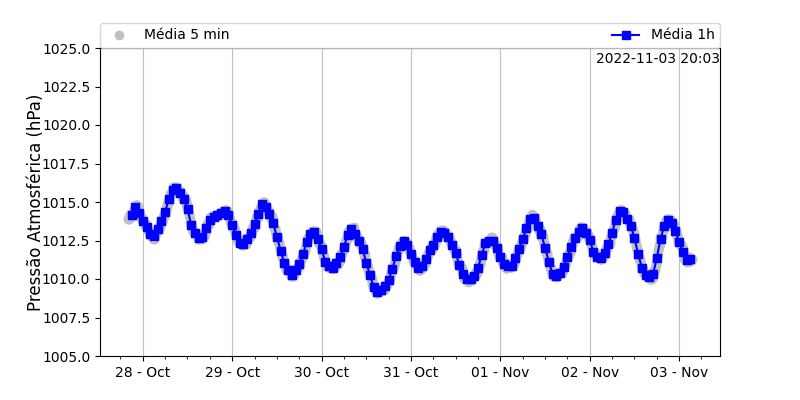 Média 5 min
Média 1h
2022-11-03 20:03
Pressão Atmosférica (hPa)
1025.0
1022.5
1020.0
1017.5
1015.0
1012.5
1010.0
1007.5
1005.0
28 - Oct
29 - Oct
30 - Oct
31 - Oct
01 - Nov
02 - Nov
03 - Nov